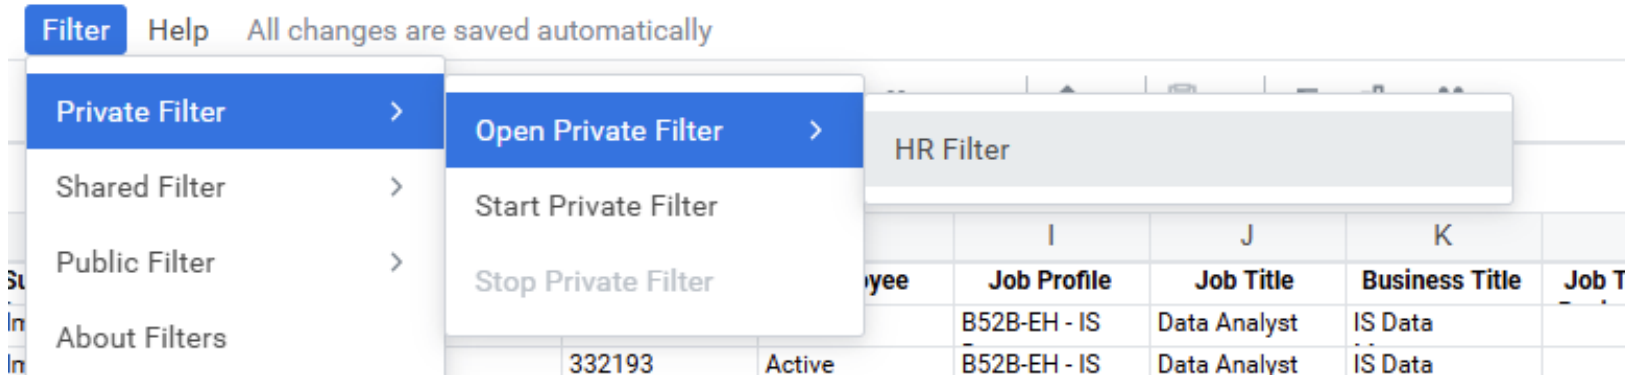 Filter Help All changes are saved automatically
Private Filter
Open Private Filter
HR Filter
Shared Filter
Start Private Filter
I J K
Public Filter
Stop Private Filter
Job Profile Job Title Business Title Job
B52B-EH - IS Data Analyst IS Data
About Filters
332193 Active B52B-EH - IS Data Analyst IS Data